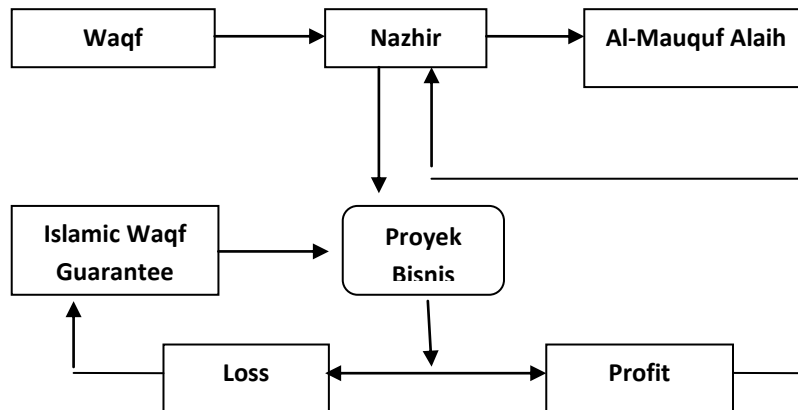 Waqf
Nazhir
Al-Mauquf Alaih
Islamic Waqf
Guarantee
Proyek
Bisnis
Loss
Profit